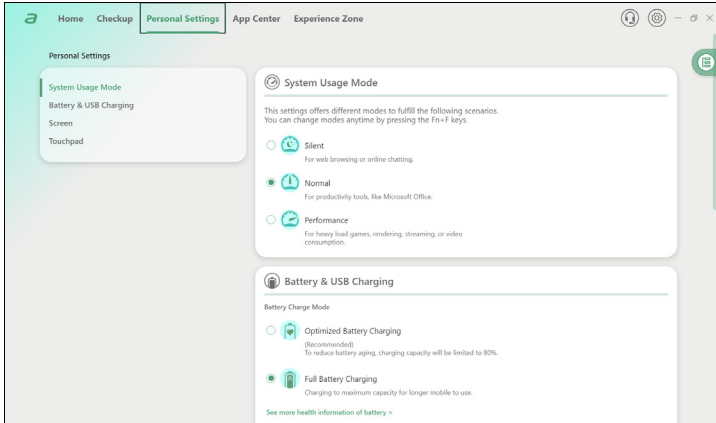 a
Home Checkup Personal Settings App Center Experience Zone
Personal Settings
System Usage Mode
Battery & USB Charging
Screen
Touchpad
System Usage Mode
This settings offers different modes to fulfill the following scenarios.
You can change modes anytime by pressing the Fn+F keys.
Silent
For web browsing or online chatting.
Normal
For productivity tools, like Microsoft Office.
Performance
For heavy load games, rendering, streaming, or video
consumption.
Battery & USB Charging
Battery Charge Mode
Optimized Battery Charging
(Recommended)
To reduce battery aging, charging capacity will be limited to 80%.
Full Battery Charging
Charging to maximum capacity for longer mobile to use.
See more health information of battery >